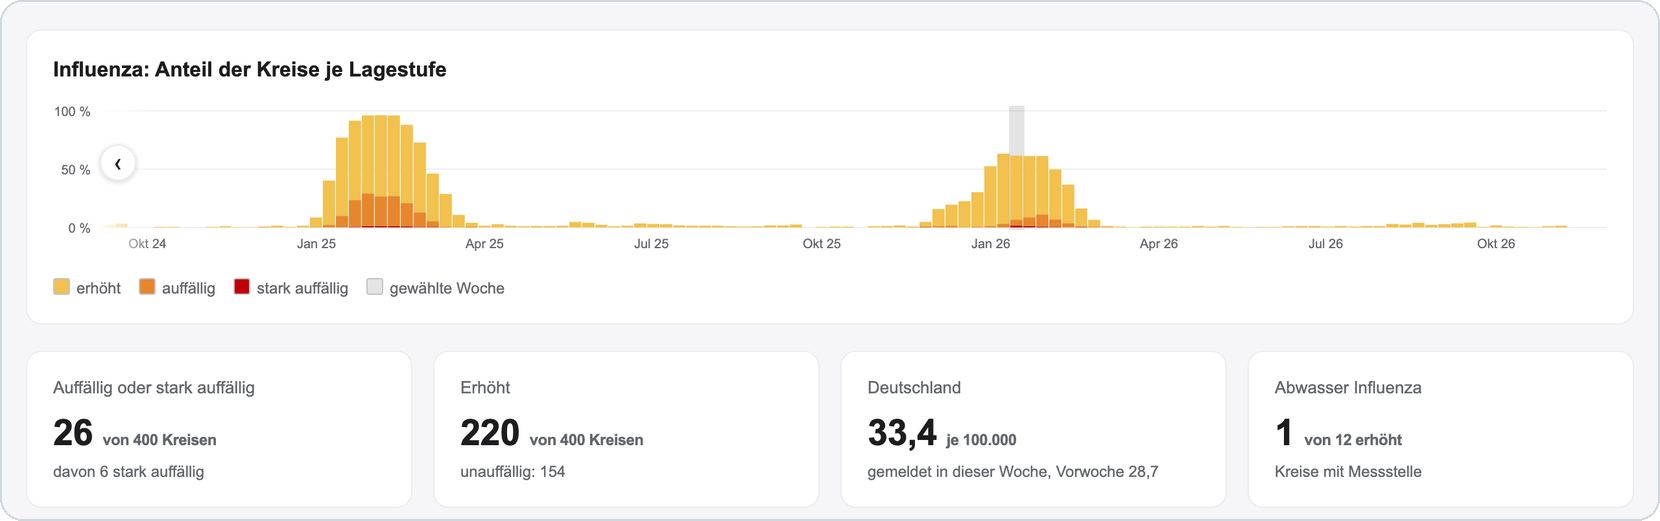 Influenza: Anteil der Kreise je Lagestufe
100 %
50 %
0 %
Okt 24 Jan 25 Apr 25 Jul 25 Okt 25 Jan 26 Apr 26 Jul 26 Okt 26
erhöht auffällig stark auffällig gewählte Woche
Auffällig oder stark auffällig
26 von 400 Kreisen
davon 6 stark auffällig
Erhöht
220 von 400 Kreisen
unauffällig: 154
Deutschland
33,4 je 100.000
gemeldet in dieser Woche, Vorwoche 28,7
Abwasser Influenza
1 von 12 erhöht
Kreise mit Messstelle